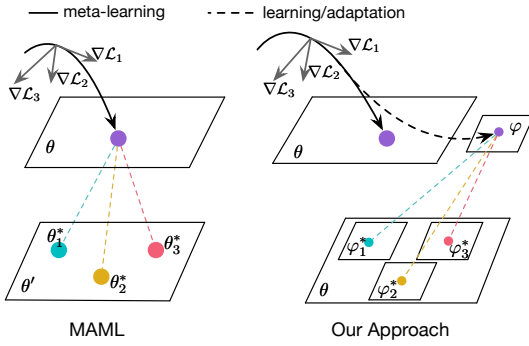 meta-learning
learning/adaptation
∇ℒ₁
∇ℒ₂
∇ℒ₃
θ
θ₁*
θ₂*
θ₃*
θ′
MAML
∇ℒ₁
∇ℒ₂
∇ℒ₃
θ
φ
φ₁*
φ₂*
φ₃*
θ
Our Approach